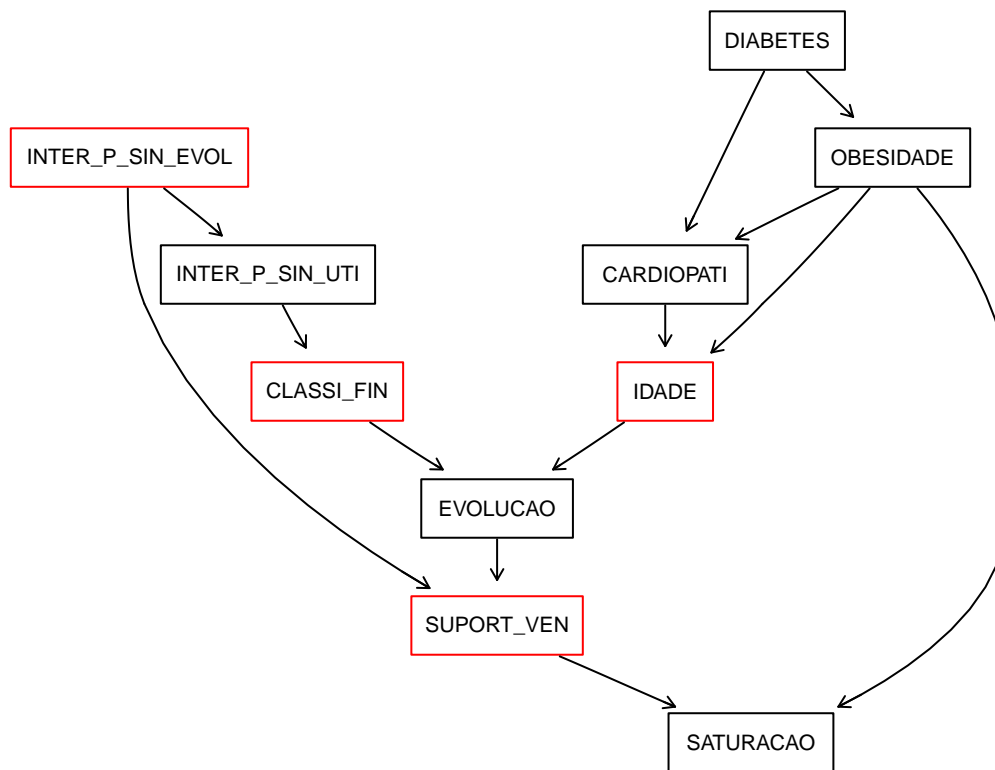 DIABETES
INTER_P_SIN_EVOL
OBESIDADE
INTER_P_SIN_UTI
CARDIOPATI
CLASSI_FIN
IDADE
EVOLUCAO
SUPORT_VEN
SATURACAO